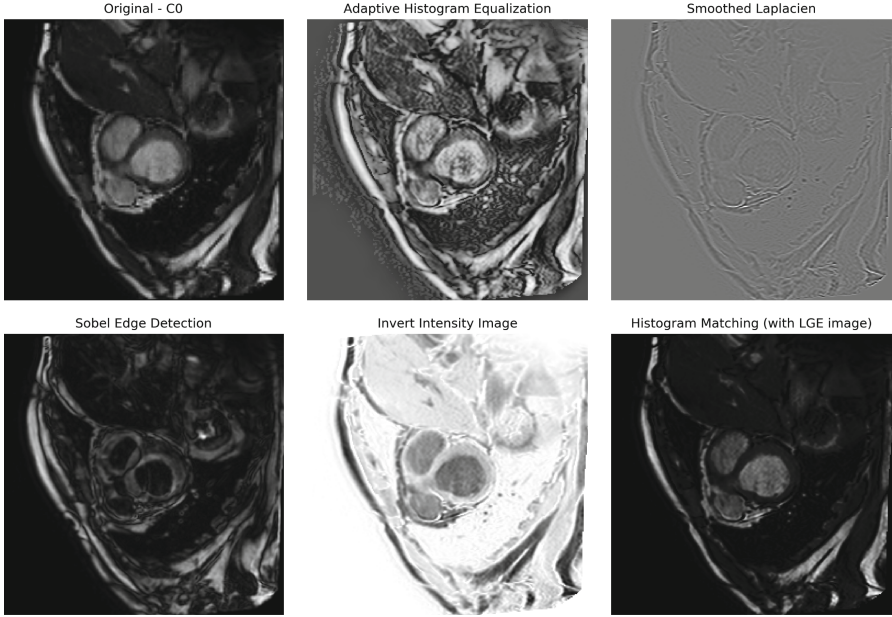 Original - C0
Adaptive Histogram Equalization
Smoothed Laplacien
Sobel Edge Detection
Invert Intensity Image
Histogram Matching (with LGE image)